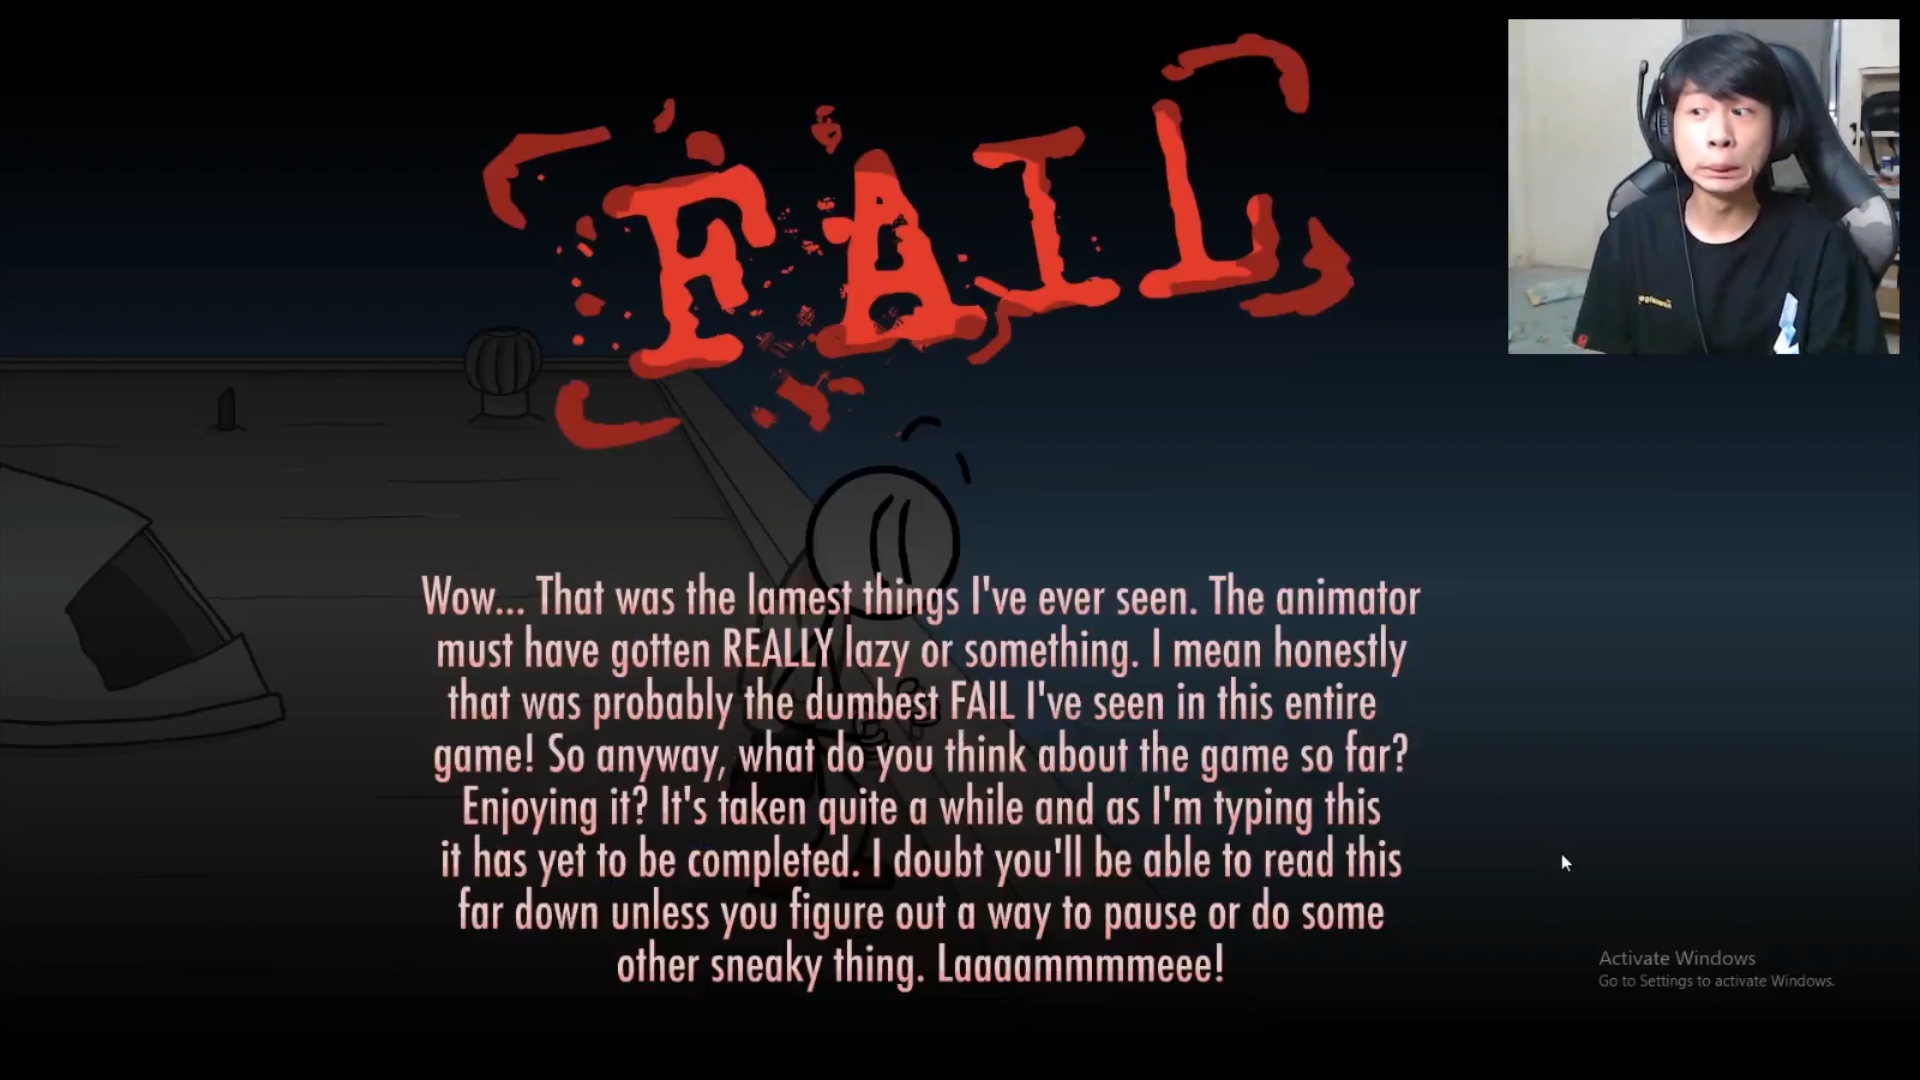 FAIL
Wow... That was the lamest things I've ever seen. The animator
must have gotten REALLY lazy or something. I mean honestly
that was probably the dumbest FAIL I've seen in this entire
game! So anyway, what do you think about the game so far?
Enjoying it? It's taken quite a while and as I'm typing this
it has yet to be completed. I doubt you'll be able to read this
far down unless you figure out a way to pause or do some
other sneaky thing. Laaaammmmeee!
Activate Windows
Go to Settings to activate Windows.